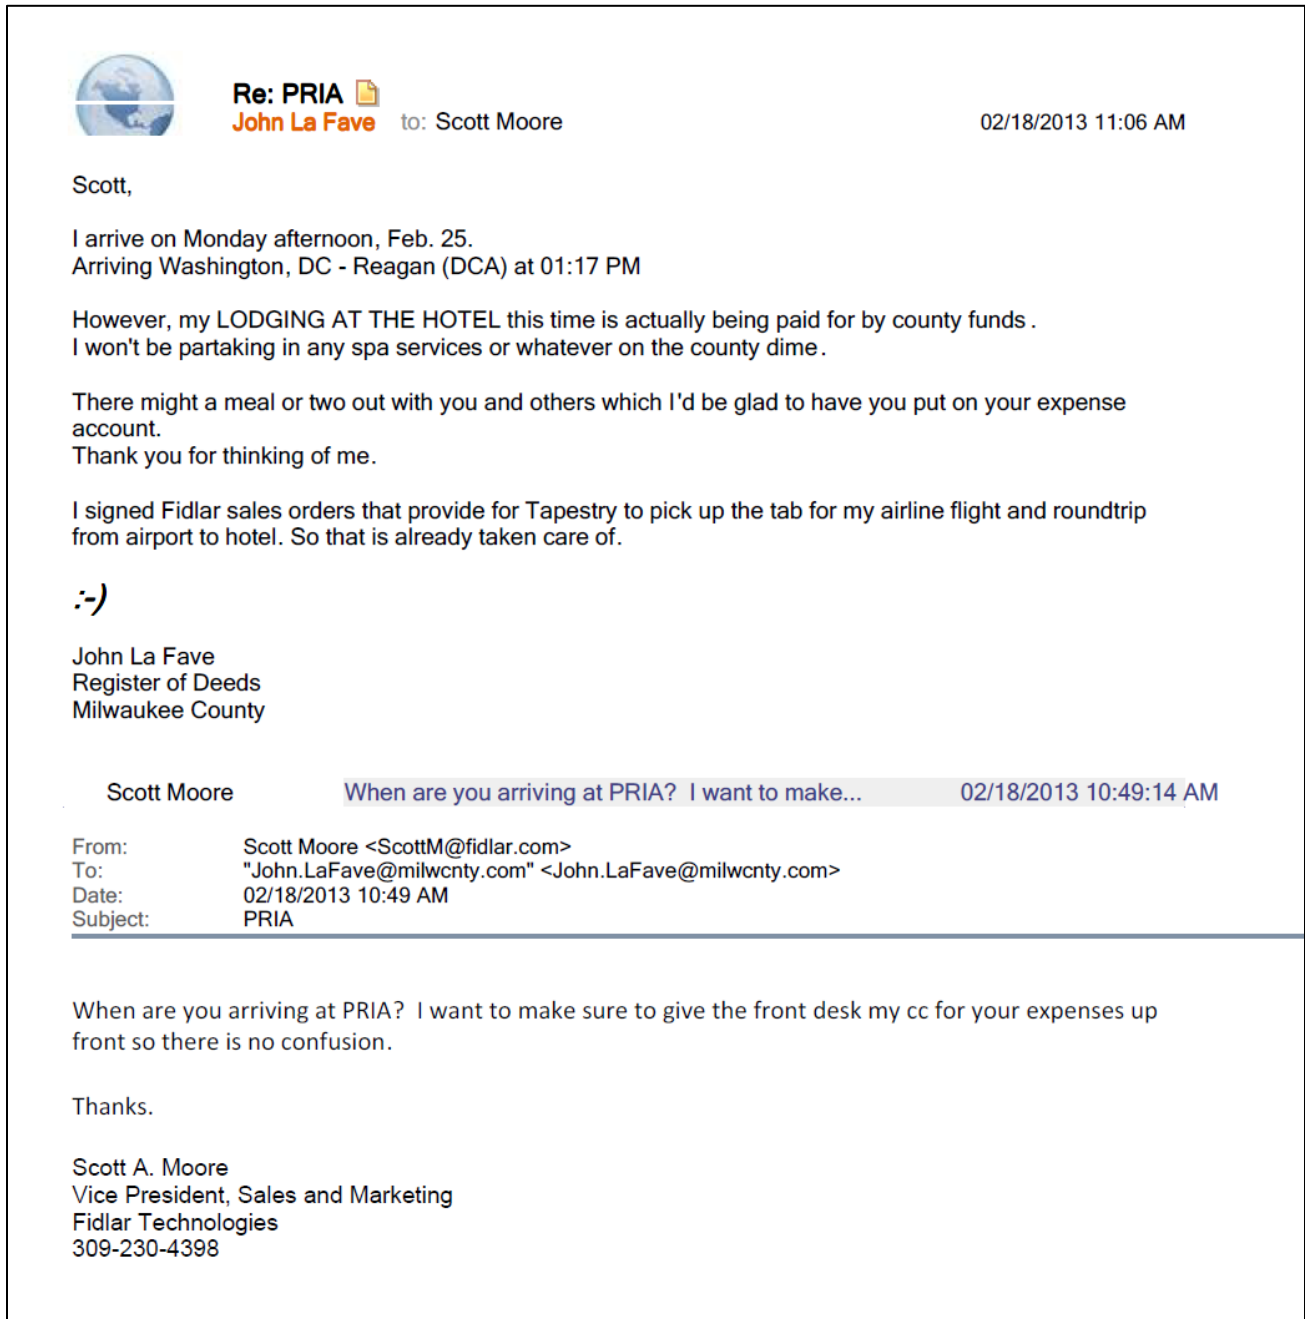 Re: PRIA
John La Fave to: Scott Moore 02/18/2013 11:06 AM
Scott,
I arrive on Monday afternoon, Feb. 25.
Arriving Washington, DC - Reagan (DCA) at 01:17 PM
However, my LODGING AT THE HOTEL this time is actually being paid for by county funds .
I won't be partaking in any spa services or whatever on the county dime.
There might a meal or two out with you and others which I'd be glad to have you put on your expense
account.
Thank you for thinking of me.
I signed Fidlar sales orders that provide for Tapestry to pick up the tab for my airline flight and roundtrip
from airport to hotel. So that is already taken care of.
:-)
John La Fave
Register of Deeds
Milwaukee County
Scott Moore When are you arriving at PRIA? I want to make... 02/18/2013 10:49:14 AM
From: Scott Moore <ScottM@fidlar.com>
To: "John.LaFave@milwcnty.com" <John.LaFave@milwcnty.com>
Date: 02/18/2013 10:49 AM
Subject: PRIA
When are you arriving at PRIA? I want to make sure to give the front desk my cc for your expenses up
front so there is no confusion.
Thanks.
Scott A. Moore
Vice President, Sales and Marketing
Fidlar Technologies
309-230-4398